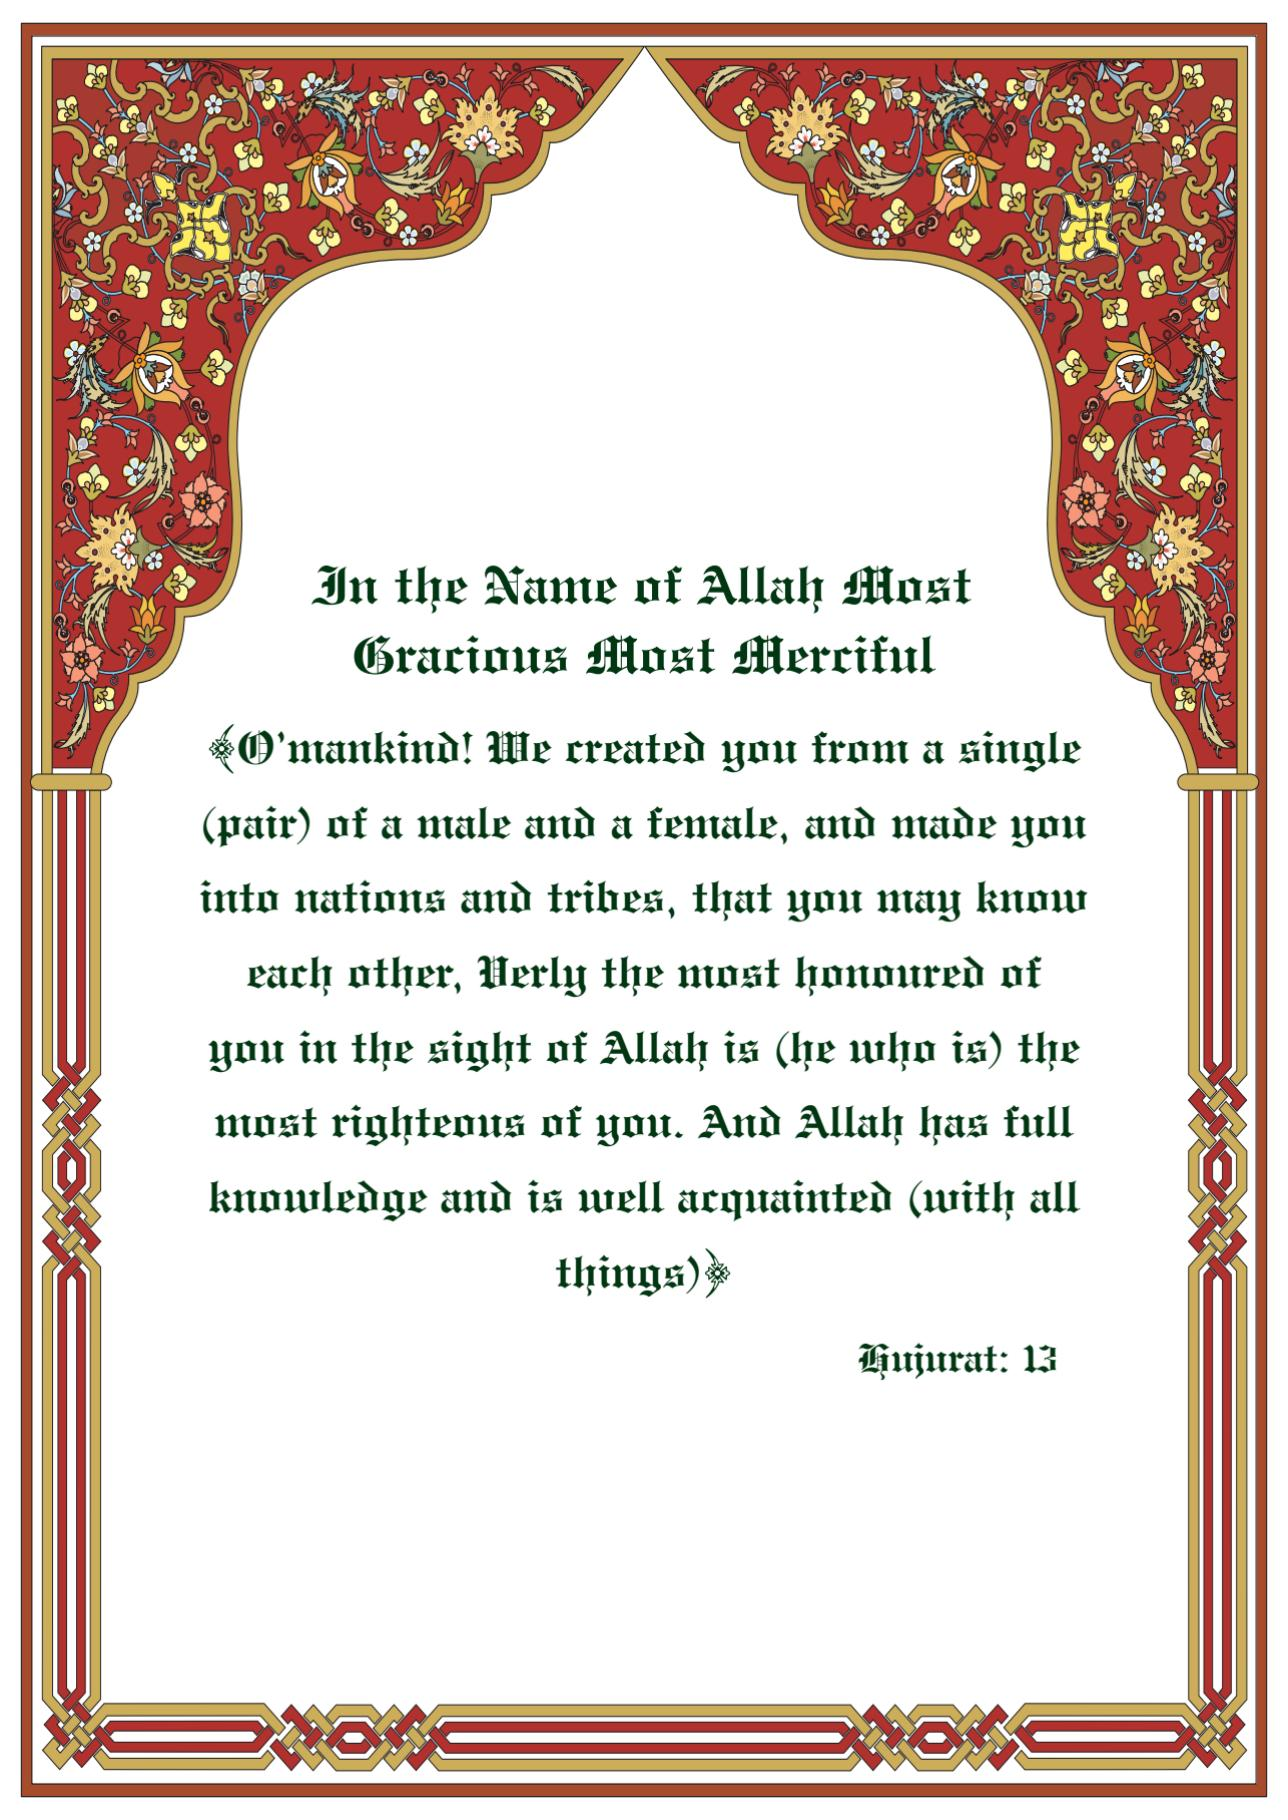 In the Name of Allah Most
Gracious Most Merciful
﴾O'mankind! We created you from a single
(pair) of a male and a female, and made you
into nations and tribes, that you may know
each other, Verly the most honoured of
you in the sight of Allah is (he who is) the
most righteous of you. And Allah has full
knowledge and is well acquainted (with all
things)﴿
Hujurat: 13